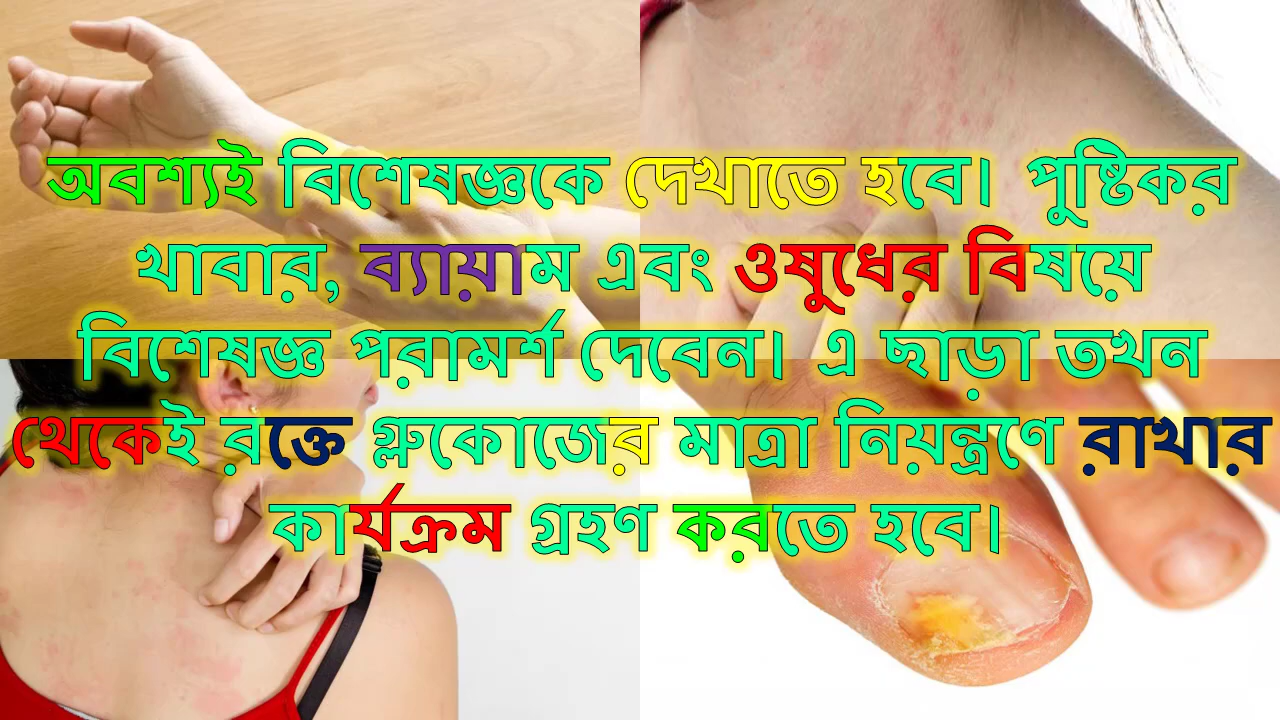 অবশ্যই বিশেষজ্ঞকে দেখাতে হবে। পুষ্টিকর
খাবার, ব্যায়াম এবং ওষুধের বিষয়ে
বিশেষজ্ঞ পরামর্শ দেবেন। এ ছাড়া তখন
থেকেই রক্তে গ্লুকোজের মাত্রা নিয়ন্ত্রণে রাখার
কার্যক্রম গ্রহণ করতে হবে।